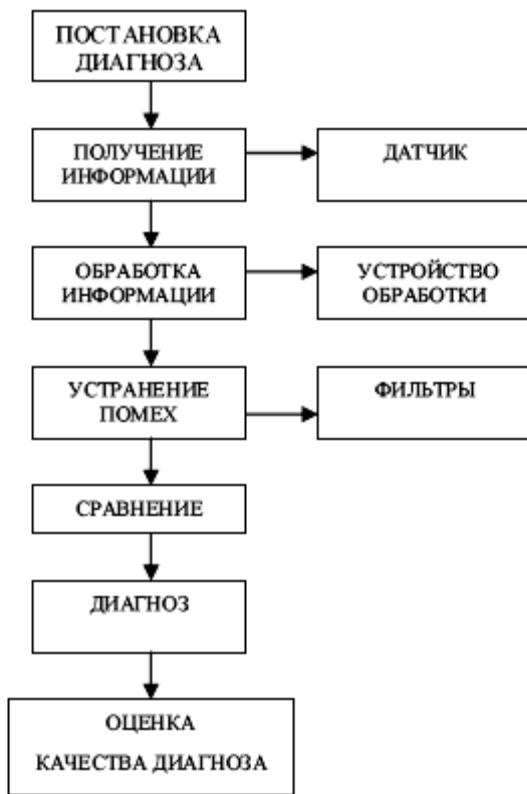 ПОСТАНОВКА
ДИАГНОЗА
ПОЛУЧЕНИЕ
ИНФОРМАЦИИ
ДАТЧИК
ОБРАБОТКА
ИНФОРМАЦИИ
УСТРОЙСТВО
ОБРАБОТКИ
УСТРАНЕНИЕ
ПОМЕХ
ФИЛЬТРЫ
СРАВНЕНИЕ
ДИАГНОЗ
ОЦЕНКА
КАЧЕСТВА ДИАГНОЗА